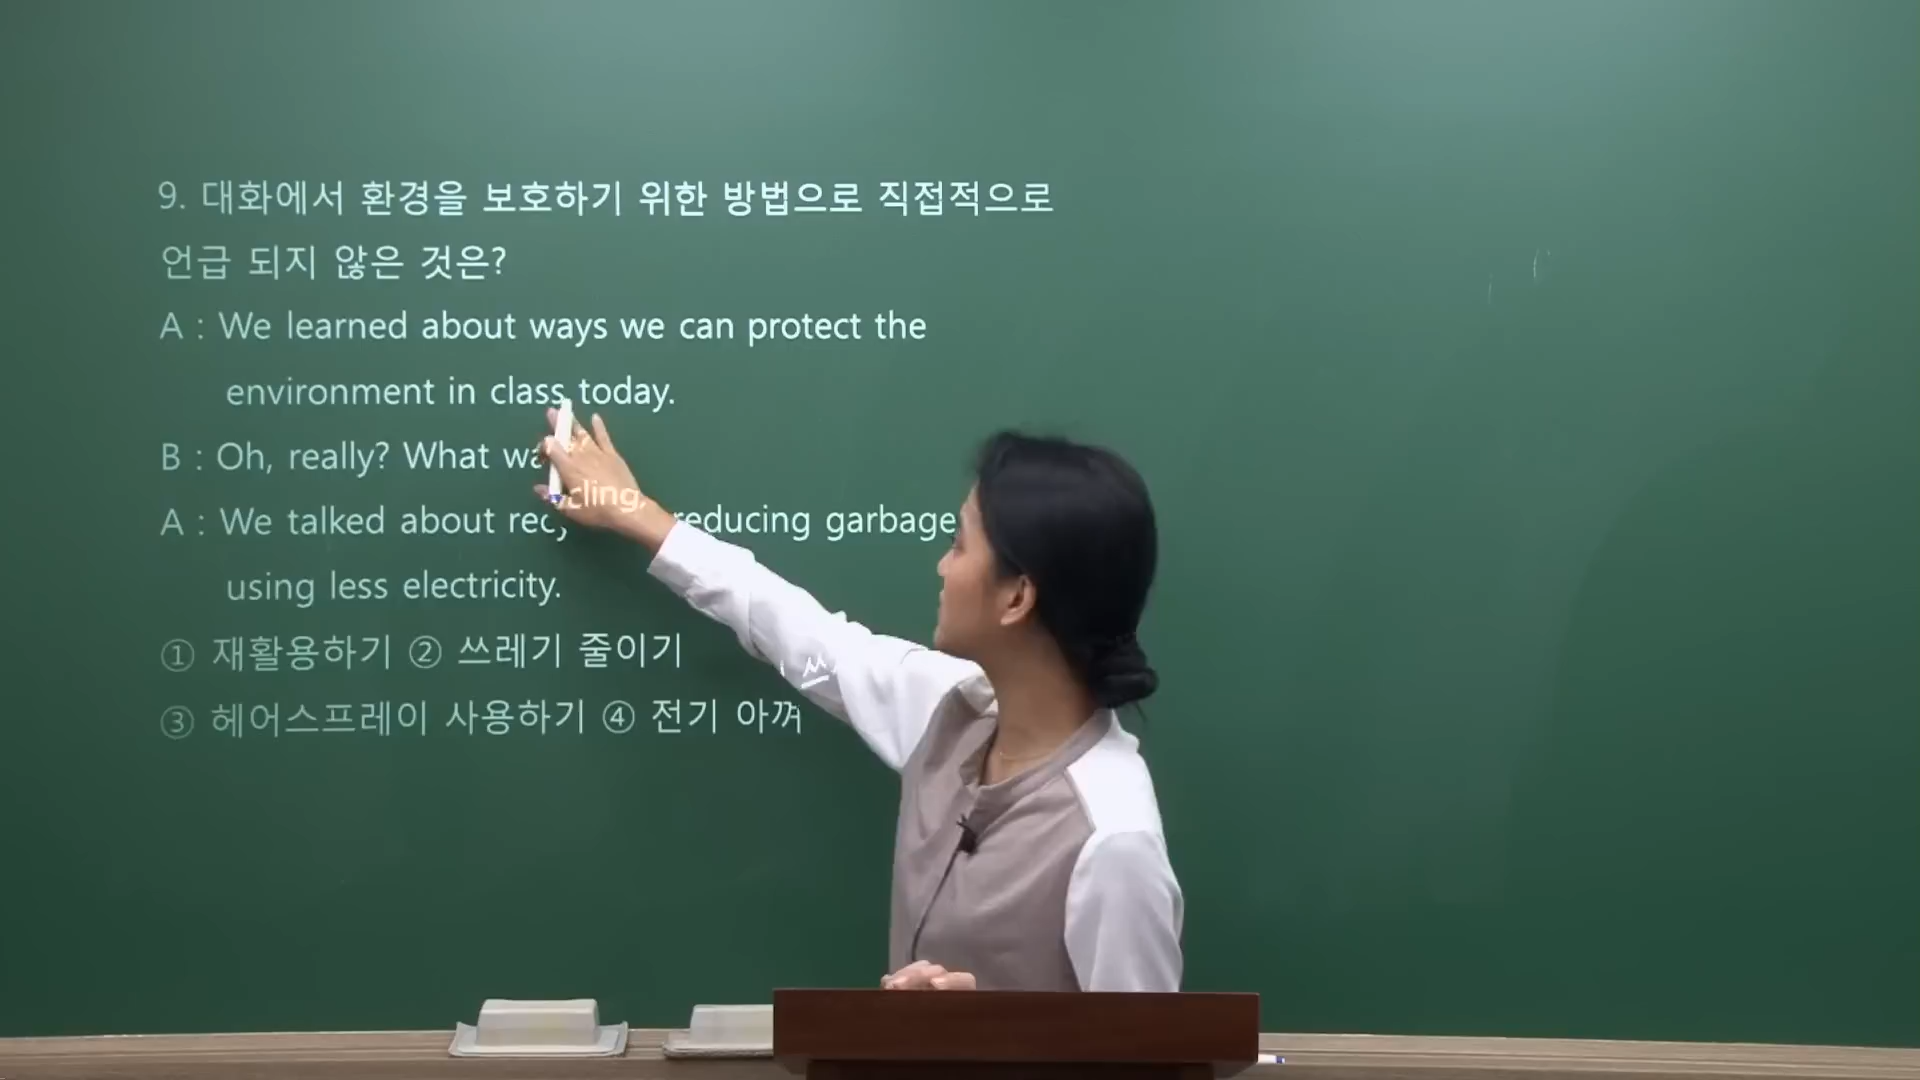 9. 대화에서 환경을 보호하기 위한 방법으로 직접적으로
언급 되지 않은 것은?
A : We learned about ways we can protect the
environment in class today.
B : Oh, really? What
A : We talked about recycling, reducing garbage
using less electricity.
① 재활용하기 ② 쓰레기 줄이기
③ 헤어스프레이 사용하기 ④ 전기